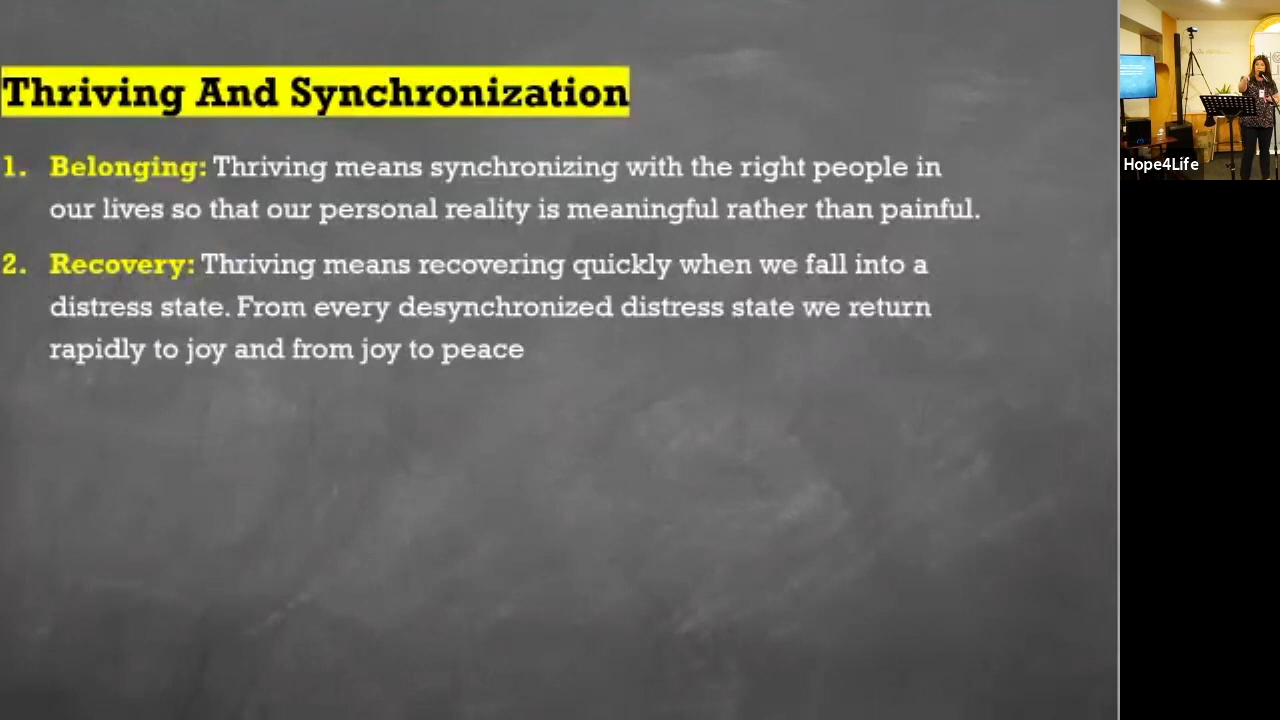 Thriving And Synchronization
1. Belonging: Thriving means synchronizing with the right people in
our lives so that our personal reality is meaningful rather than painful.
2. Recovery: Thriving means recovering quickly when we fall into a
distress state. From every desynchronized distress state we return
rapidly to joy and from joy to peace
Hope4Life